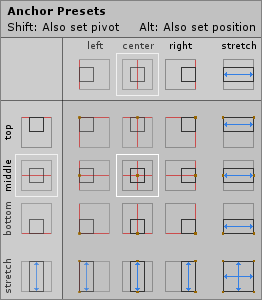 Anchor Presets
Shift: Also set pivot Alt: Also set position
left center right stretch
top
middle
bottom
stretch